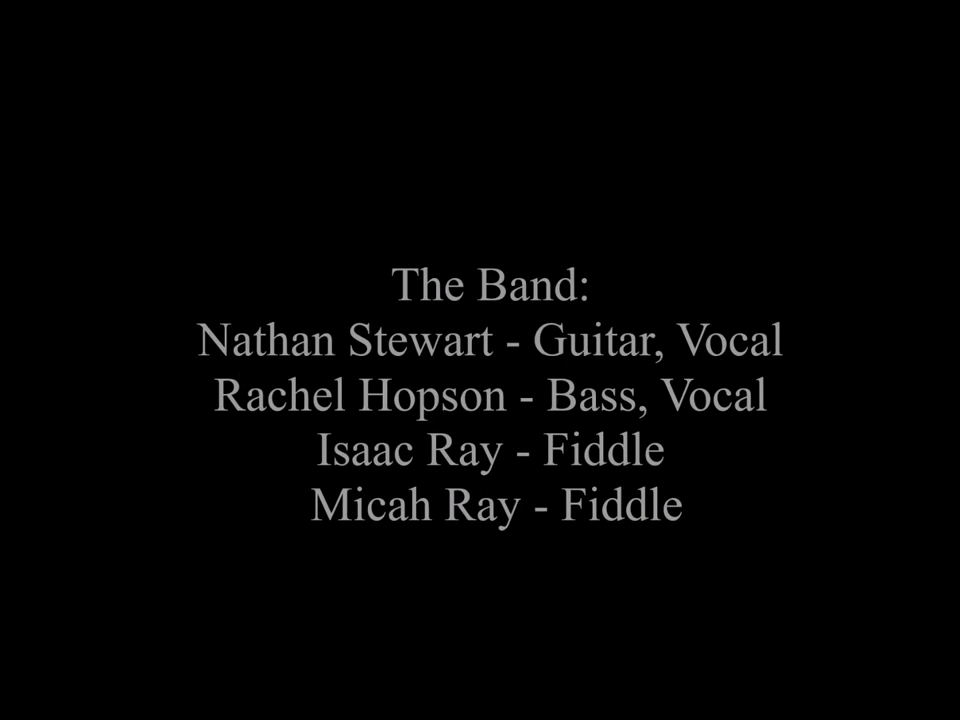 The Band:
Nathan Stewart - Guitar, Vocal
Rachel Hopson - Bass, Vocal
Isaac Ray - Fiddle
Micah Ray - Fiddle